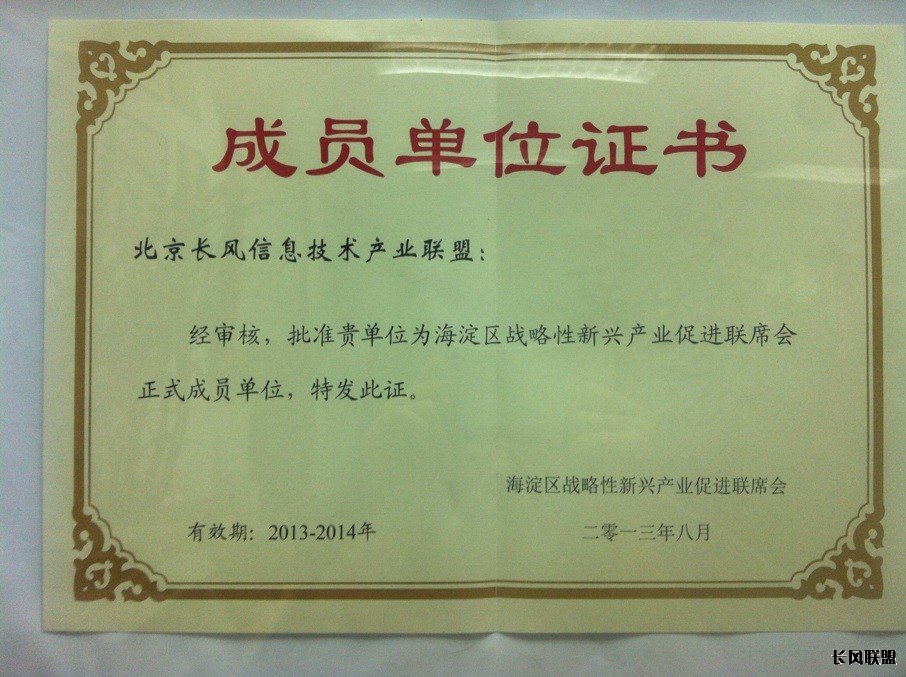 成员单位证书
北京长风信息技术产业联盟：
经审核，批准贵单位为海淀区战略性新兴产业促进联席会
正式成员单位，特发此证。
海淀区战略性新兴产业促进联席会
有效期：2013-2014年
二零一三年八月
长风联盟